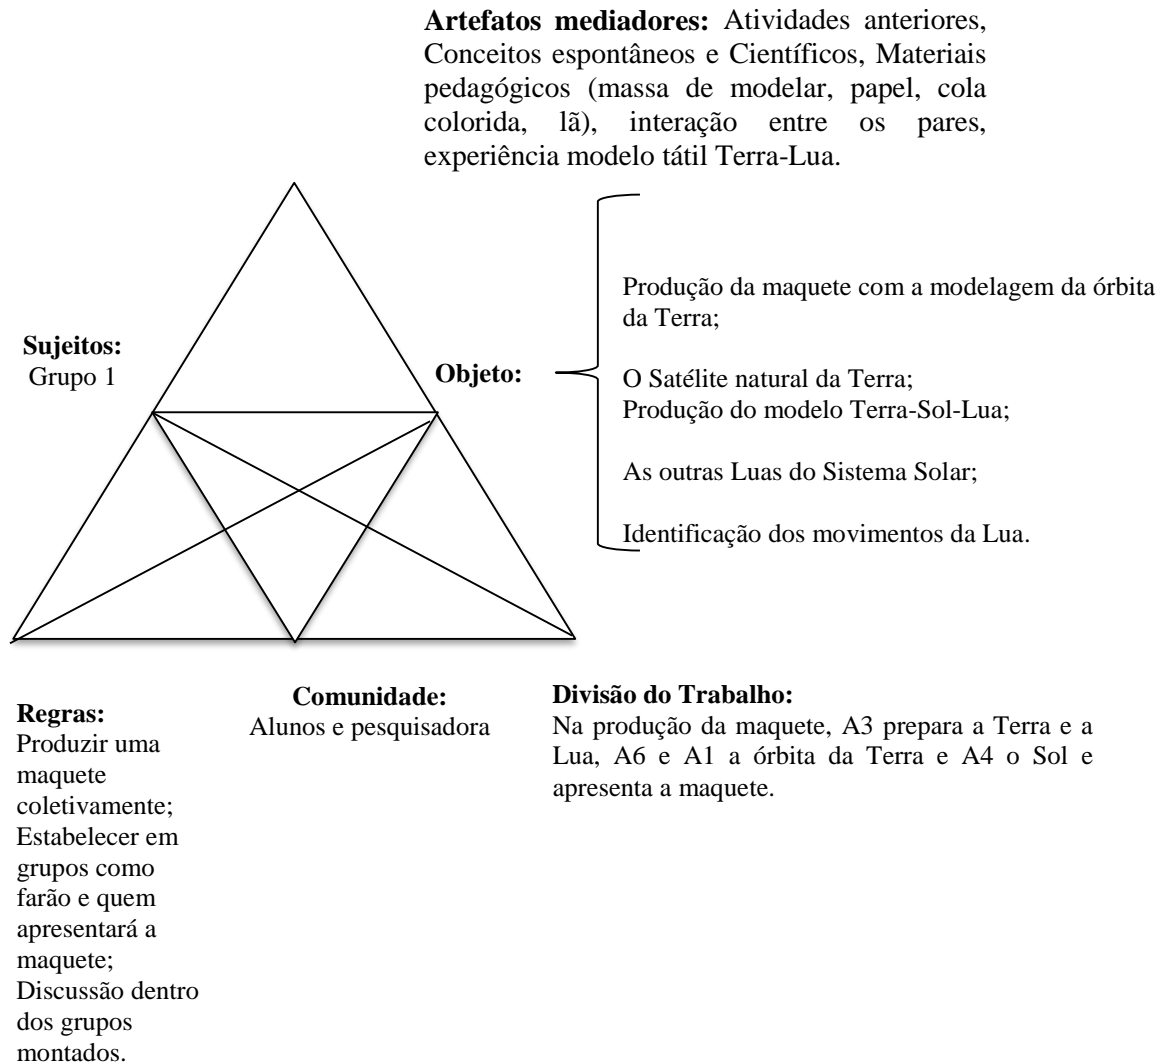 Artefatos mediadores: Atividades anteriores,
Conceitos espontâneos e Científicos, Materiais
pedagógicos (massa de modelar, papel, cola
colorida, lã), interação entre os pares,
experiência modelo tátil Terra-Lua.
Sujeitos:
Grupo 1
Objeto:
Produção da maquete com a modelagem da órbita
da Terra;
O Satélite natural da Terra;
Produção do modelo Terra-Sol-Lua;
As outras Luas do Sistema Solar;
Identificação dos movimentos da Lua.
Regras:
Produzir uma
maquete
coletivamente;
Estabelecer em
grupos como
farão e quem
apresentará a
maquete;
Discussão dentro
dos grupos
montados.
Comunidade:
Alunos e pesquisadora
Divisão do Trabalho:
Na produção da maquete, A3 prepara a Terra e a
Lua, A6 e A1 a órbita da Terra e A4 o Sol e
apresenta a maquete.